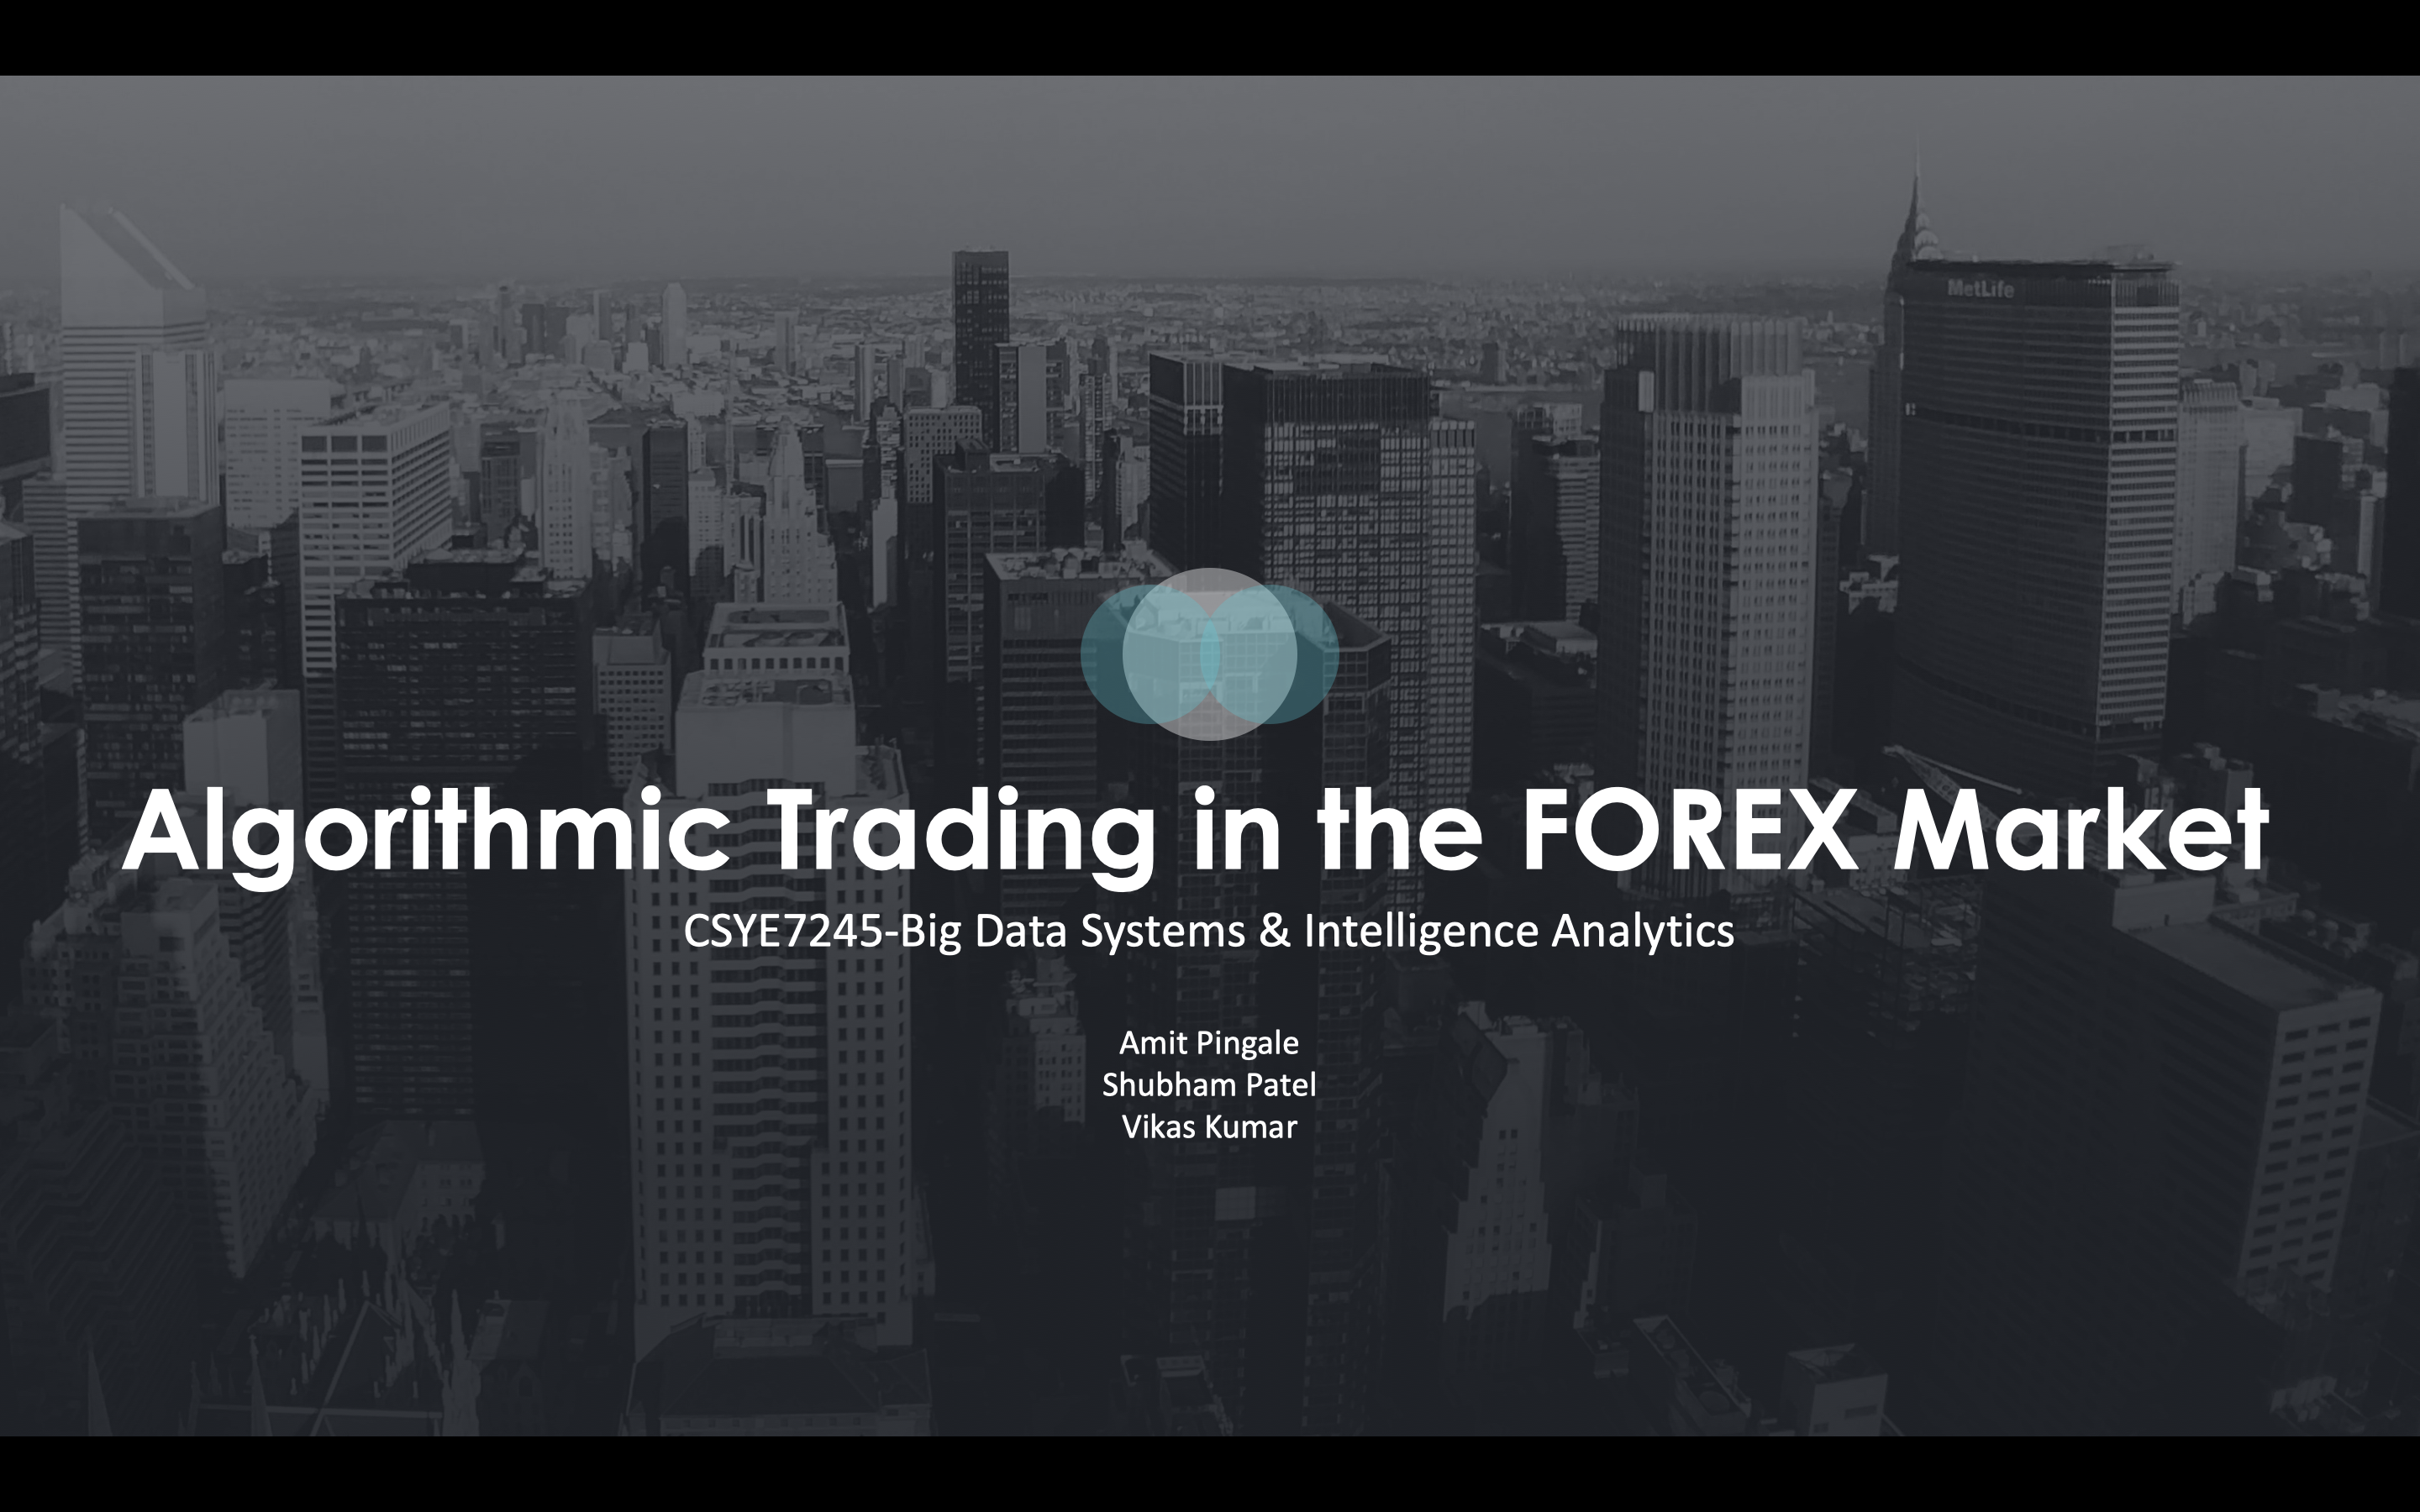 MetLife
Algorithmic Trading in the FOREX Market
CSYE7245-Big Data Systems & Intelligence Analytics
Amit Pingale
Shubham Patel
Vikas Kumar